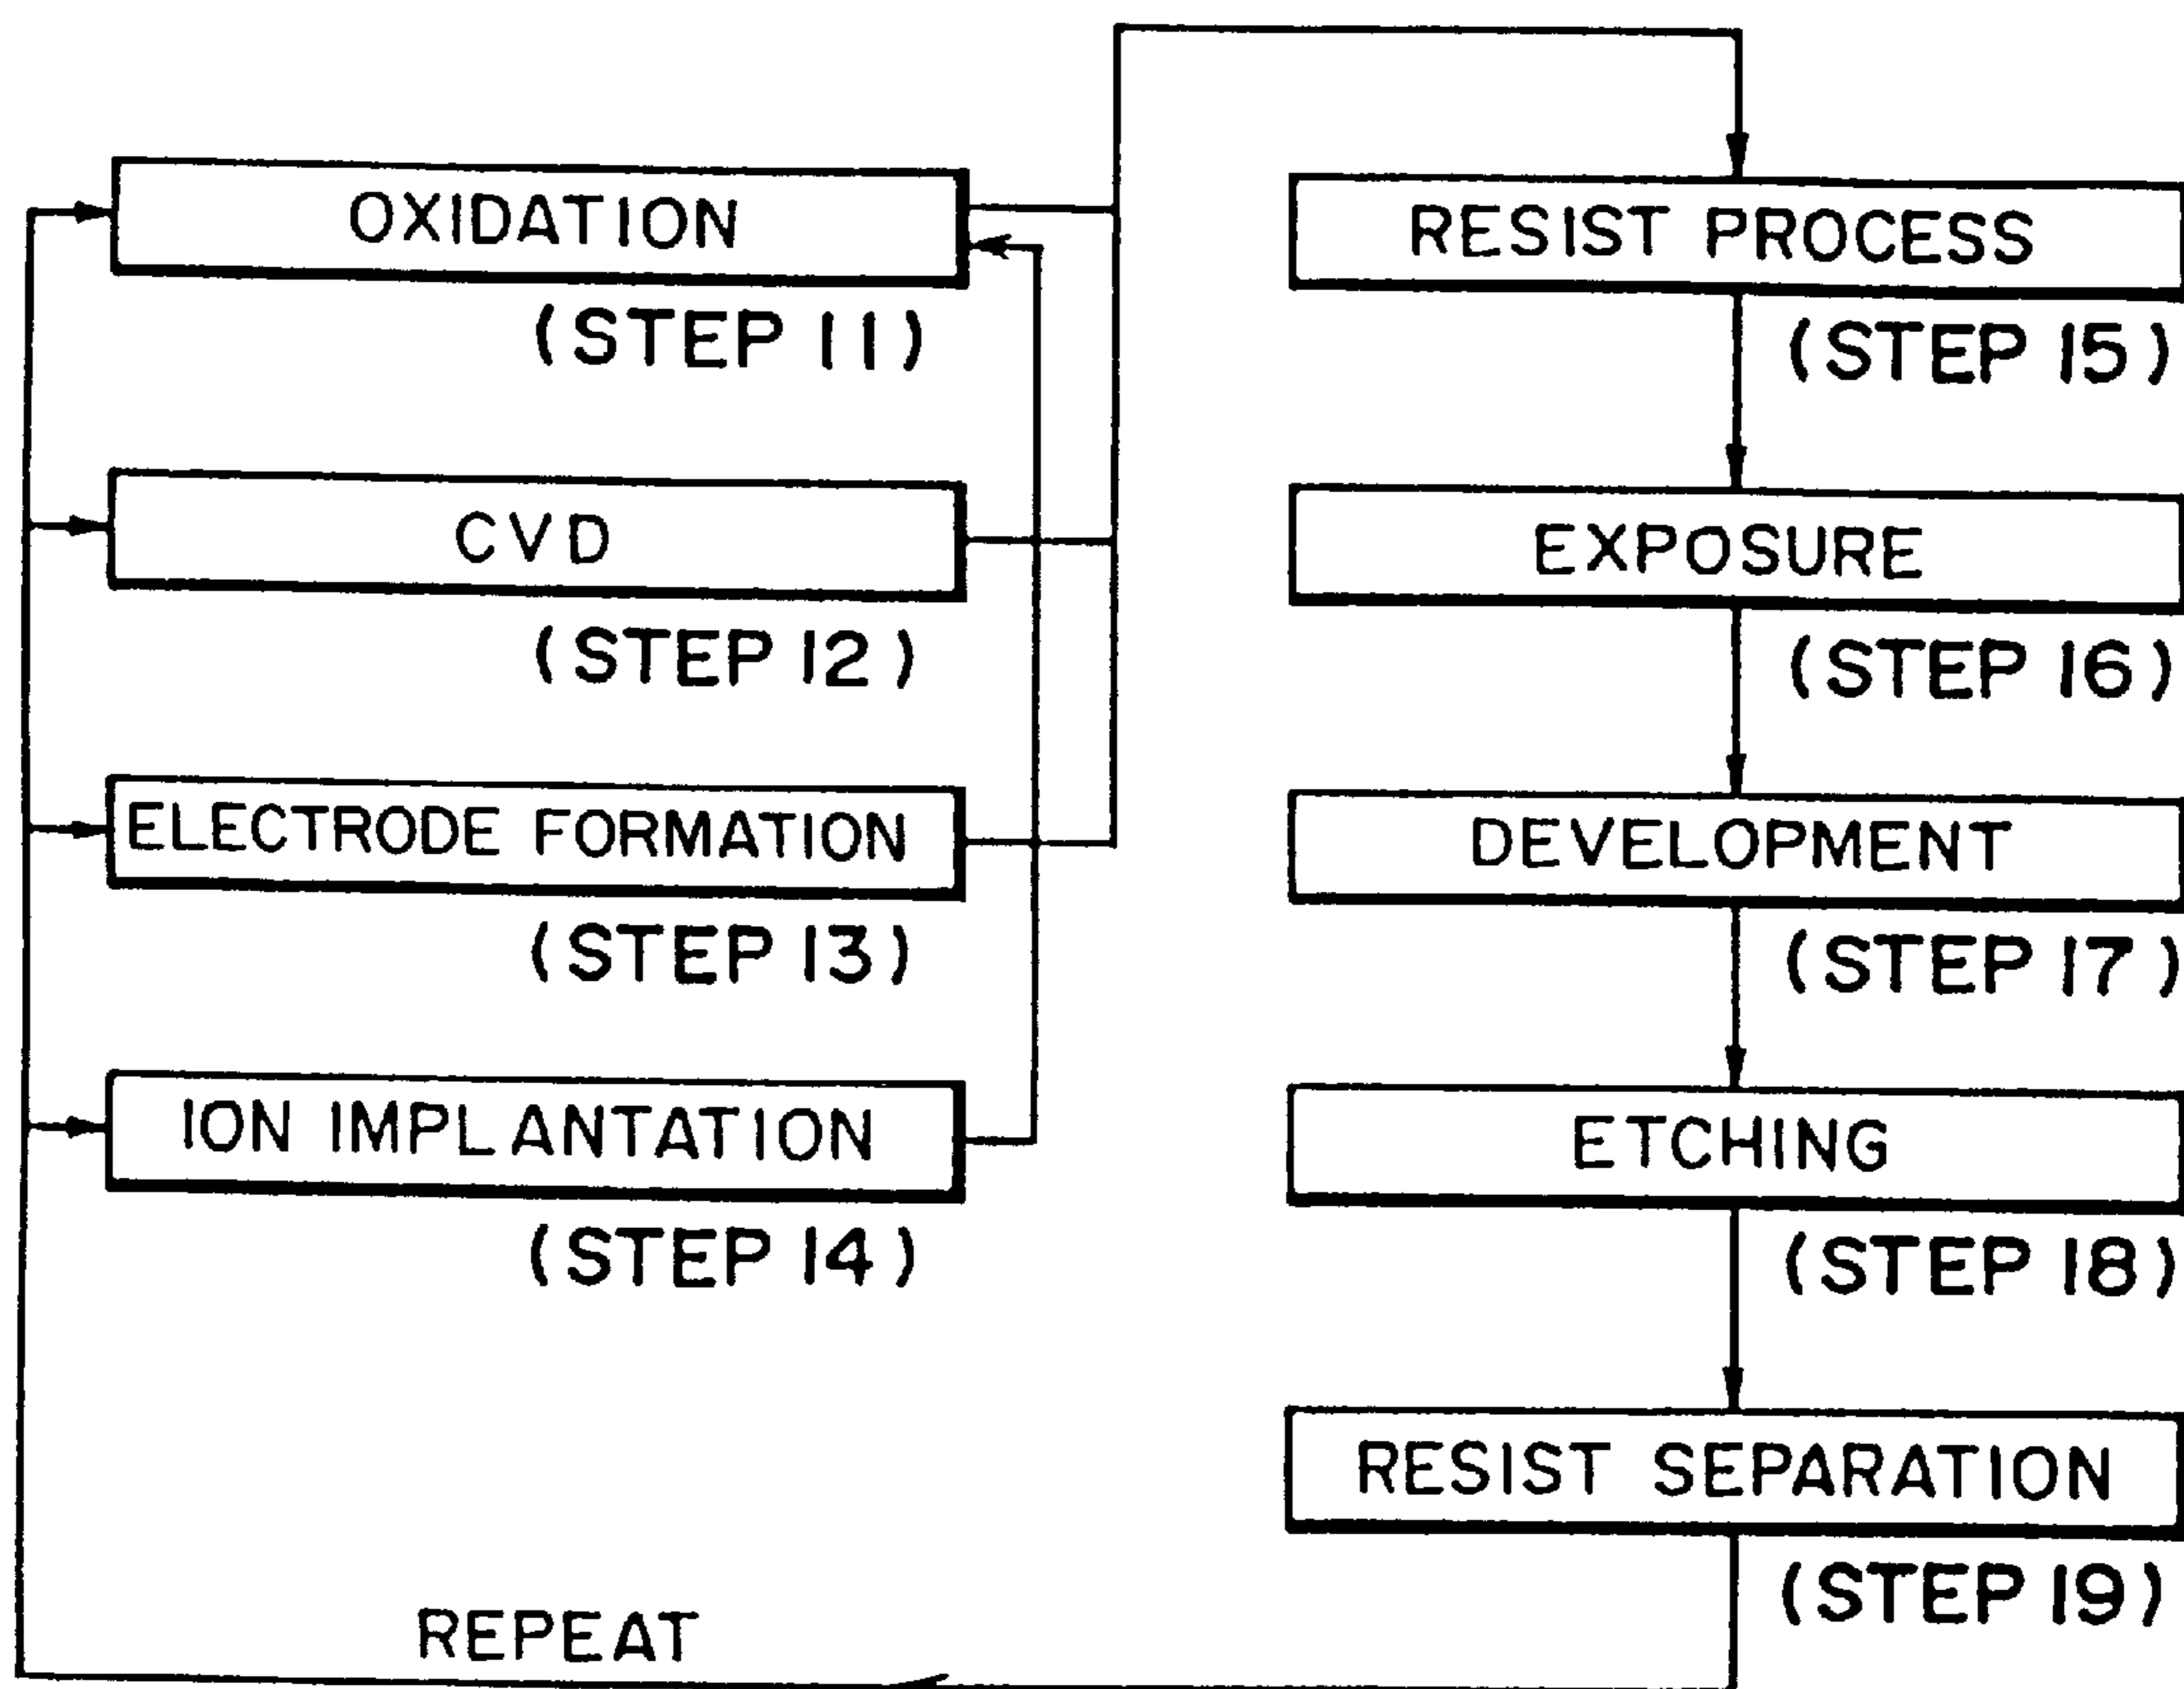 OXIDATION
(STEP 11)
CVD
(STEP 12)
ELECTRODE FORMATION
(STEP 13)
ION IMPLANTATION
(STEP 14)
RESIST PROCESS
(STEP 15)
EXPOSURE
(STEP 16)
DEVELOPMENT
(STEP 17)
ETCHING
(STEP 18)
RESIST SEPARATION
(STEP 19)
REPEAT